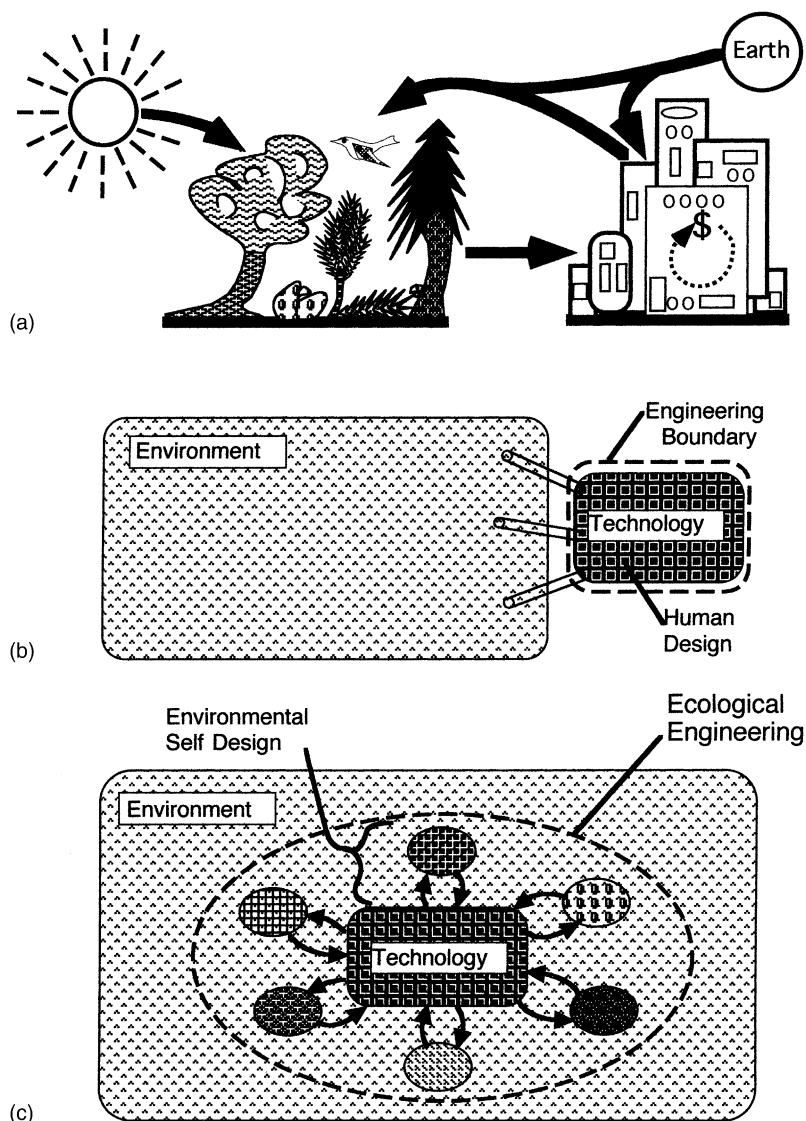 Earth
$
(a)
Environment
Engineering
Boundary
Technology
Human
Design
(b)
Environmental
Self Design
Ecological
Engineering
Environment
Technology
(c)